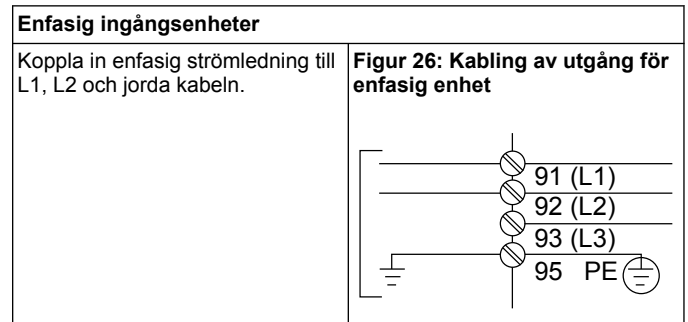 Enfasig ingångsenheter
Koppla in enfasig strömledning till
L1, L2 och jorda kabeln.
Figur 26: Kabling av utgång för
enfasig enhet
91 (L1)
92 (L2)
93 (L3)
95 PE